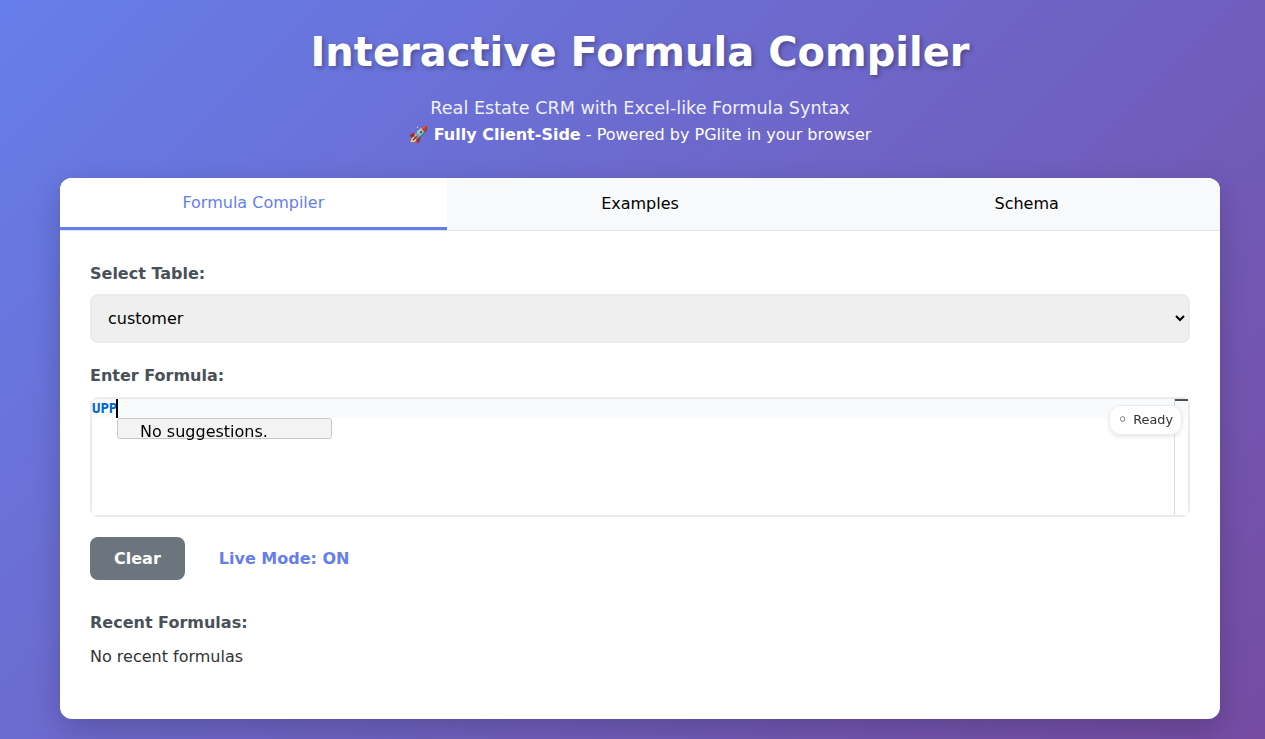 Interactive Formula Compiler
Real Estate CRM with Excel-like Formula Syntax
🚀 Fully Client-Side - Powered by PGlite in your browser
Formula Compiler
Examples
Schema
Select Table:
customer
Enter Formula:
UPP
No suggestions.
Ready
Clear
Live Mode: ON
Recent Formulas:
No recent formulas